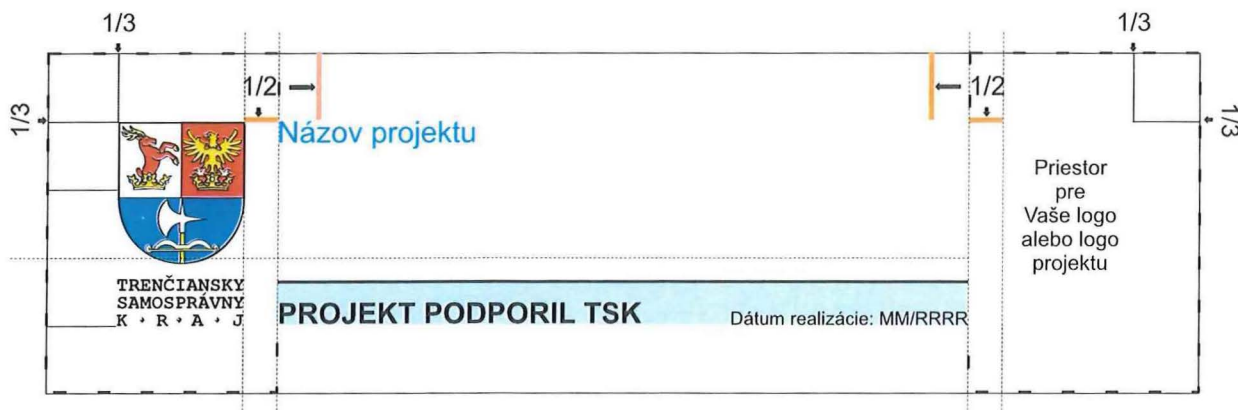 1/3
1/3
1/2
1/2
1/3
1/3
Názov projektu
Priestor
pre
Vaše logo
alebo logo
projektu
TRENČIANSKY
SAMOSPRÁVNY
K · R · A · J
PROJEKT PODPORIL TSK
Dátum realizácie: MM/RRRR